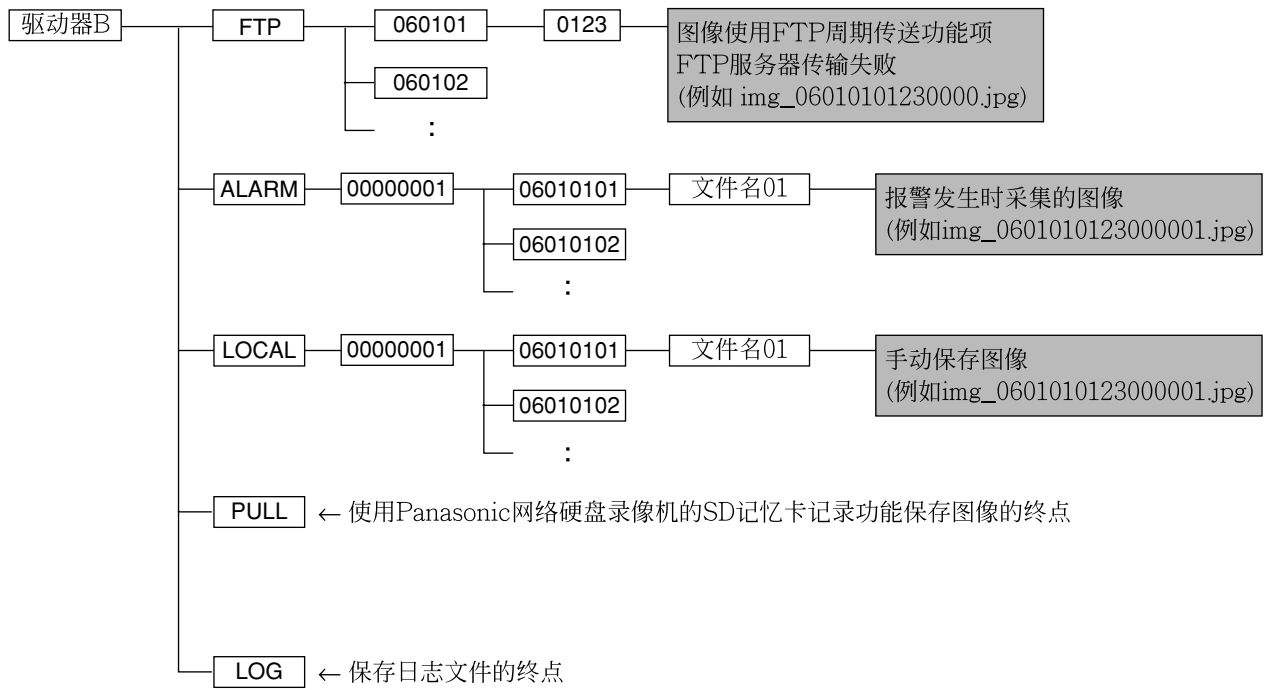 驱动器B
FTP
060101
0123
图像使用FTP周期传送功能项
FTP服务器传输失败
(例如 img_06010101230000.jpg)
060102
:
ALARM
00000001
06010101
文件名01
报警发生时采集的图像
(例如img_0601010123000001.jpg)
06010102
:
LOCAL
00000001
06010101
文件名01
手动保存图像
(例如img_0601010123000001.jpg)
06010102
:
PULL
← 使用Panasonic网络硬盘录像机的SD记忆卡记录功能保存图像的终点
LOG
← 保存日志文件的终点